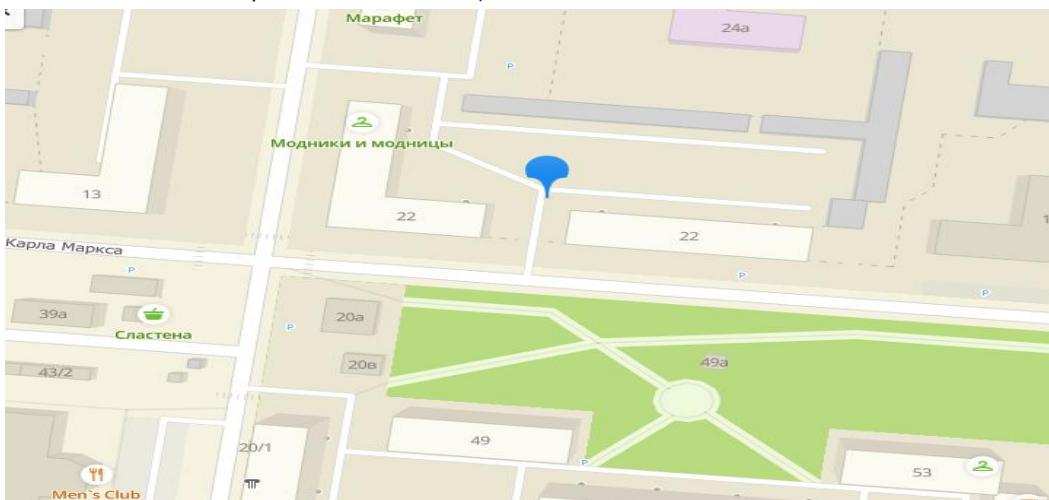 Марафет
24а
P
Модники и модницы
13
22
22
Карла Маркса
P
P
P
39а
Сластена
P
20а
20в
49а
43/2
20/1
49
P
53
Men`s Club